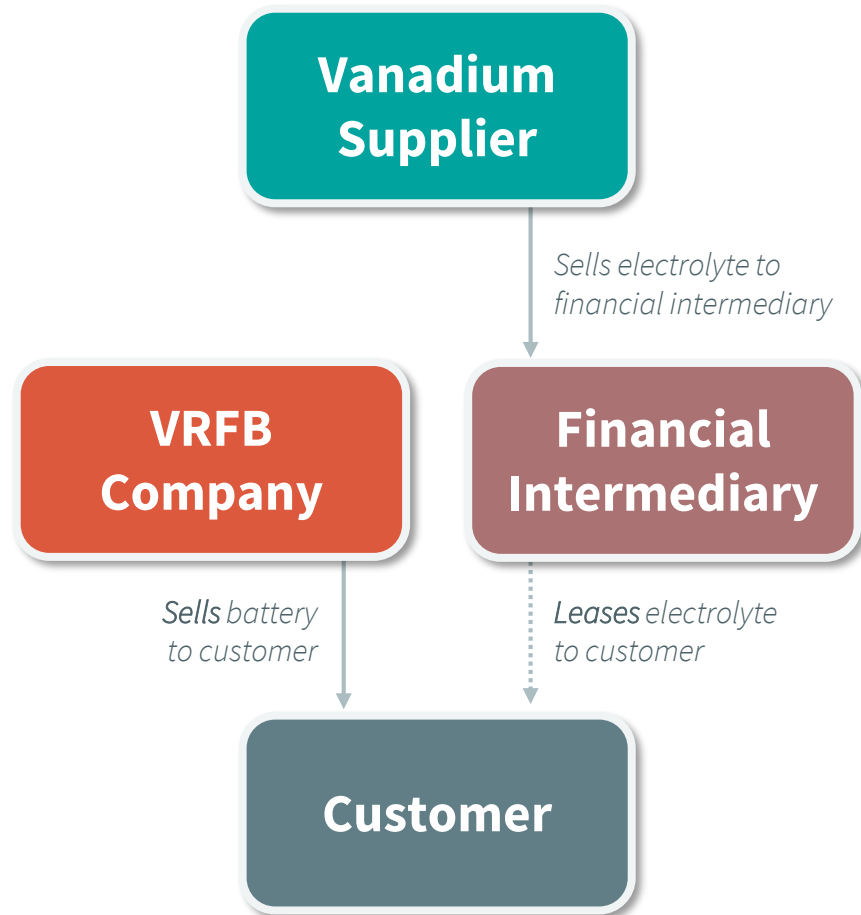 Vanadium
Supplier
Sells electrolyte to
financial intermediary
VRFB
Company
Financial
Intermediary
Sells battery
to customer
Leases electrolyte
to customer
Customer